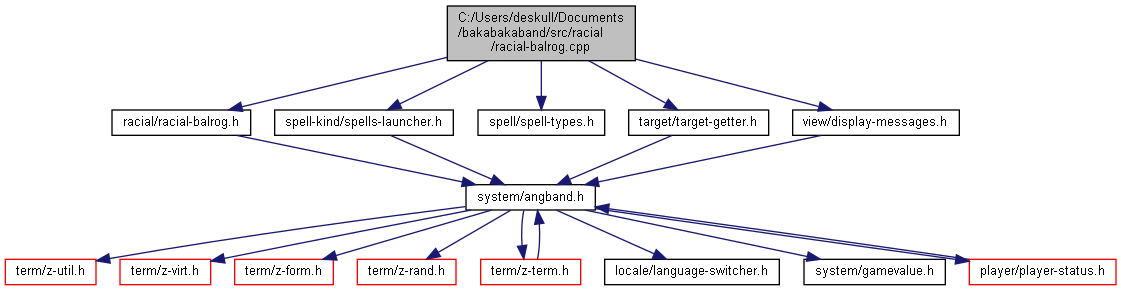 C:/Users/deskull/Documents
/bakabakaband/src/racial
/racial-balrog.cpp
racial/racial-balrog.h
spell-kind/spells-launcher.h
spell/spell-types.h
target/target-getter.h
view/display-messages.h
system/angband.h
term/z-util.h
term/z-virt.h
term/z-form.h
term/z-rand.h
term/z-term.h
locale/language-switcher.h
system/gamevalue.h
player/player-status.h